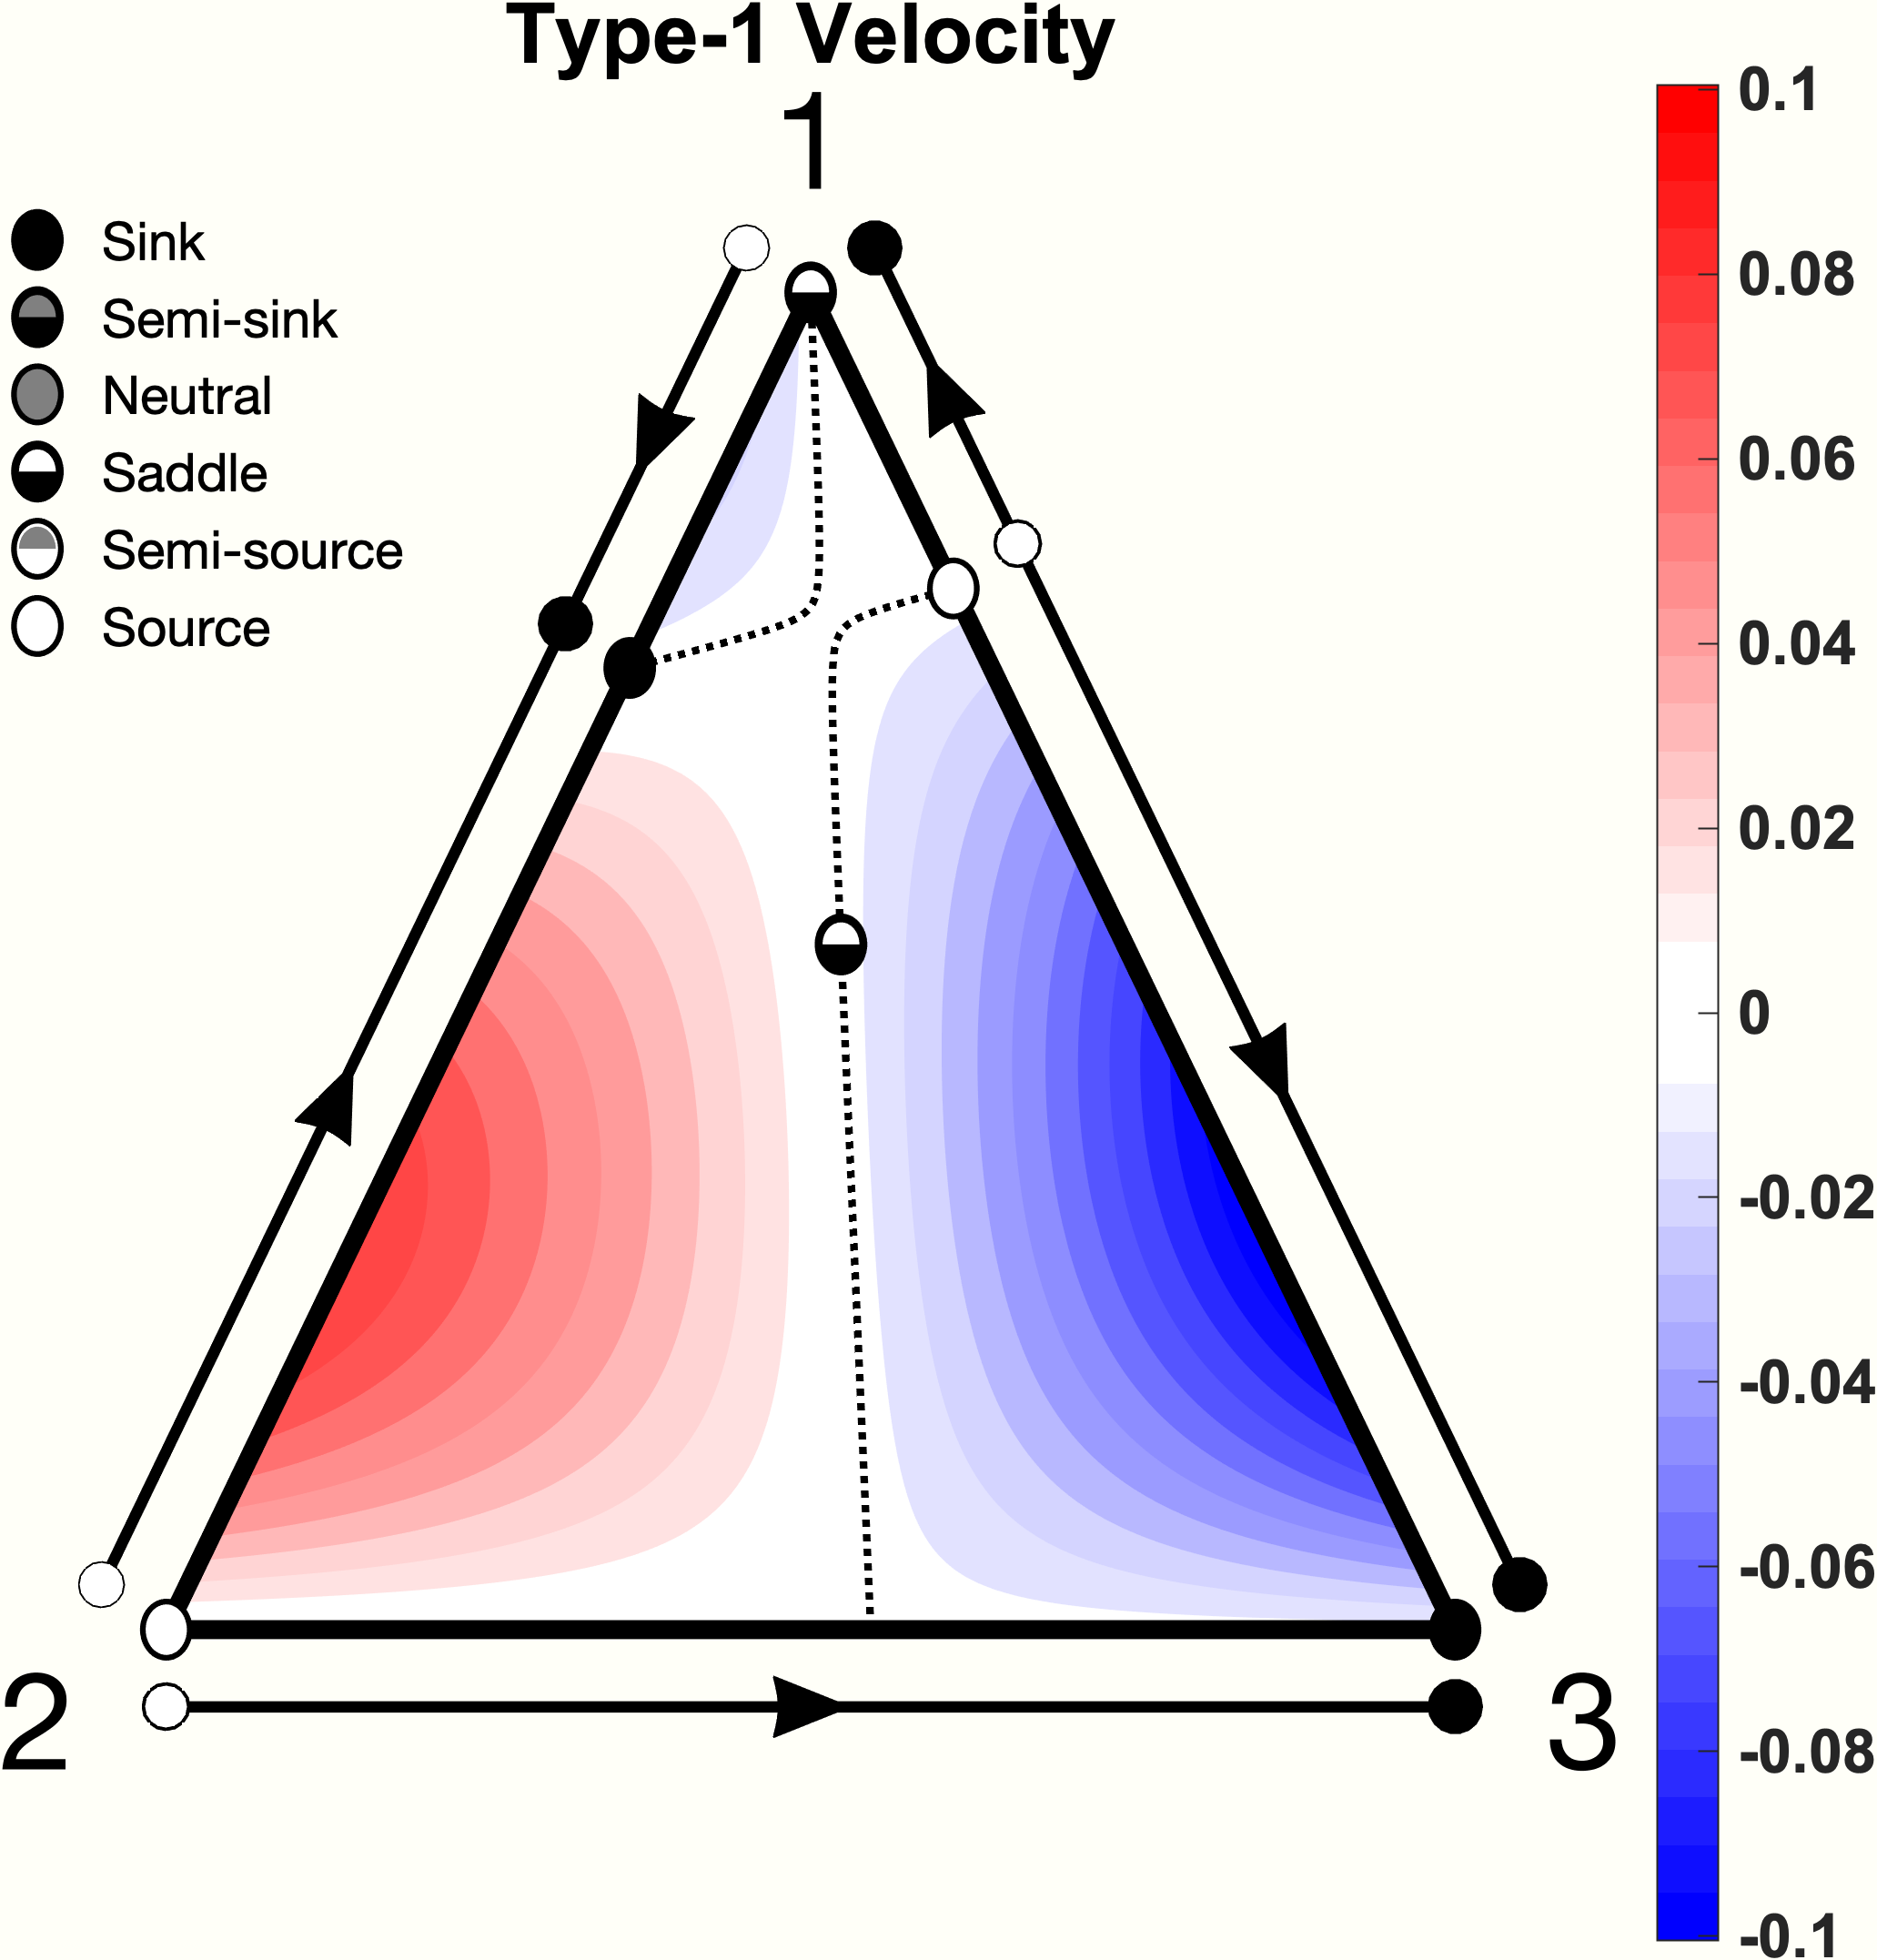 Type-1 Velocity
1
Sink
Semi-sink
Neutral
Saddle
Semi-source
Source
2
3
0.1
0.08
0.06
0.04
0.02
0
-0.02
-0.04
-0.06
-0.08
-0.1